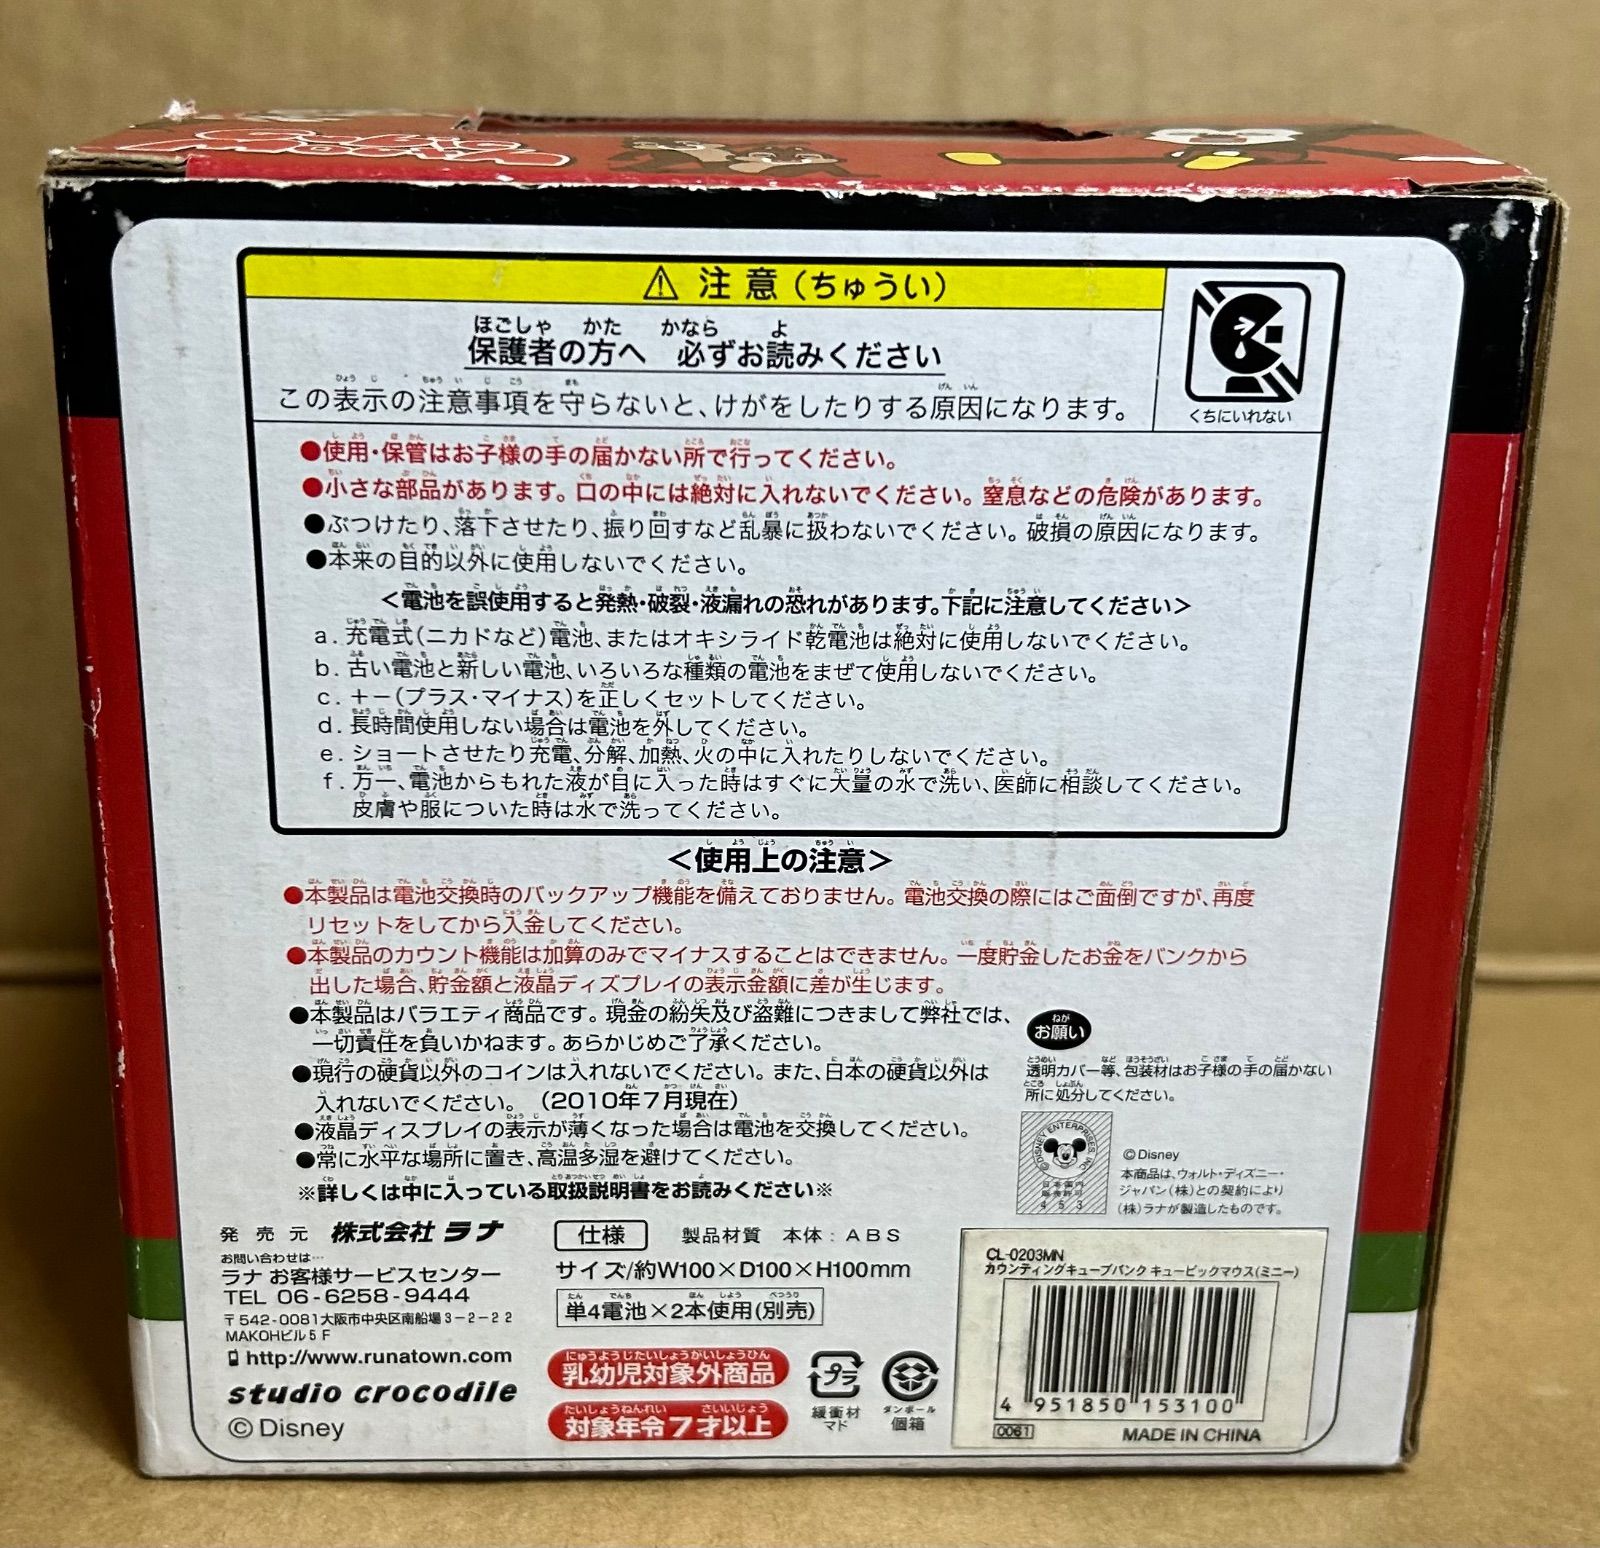 ⚠ 注意（ちゅうい）
保護者の方へ 必ずお読みください
この表示の注意事項を守らないと、けがをしたりする原因になります。
くちにいれない
●使用・保管はお子様の手の届かない所で行ってください。
●小さな部品があります。口の中には絶対に入れないでください。窒息などの危険があります。
●ぶつけたり、落下させたり、振り回すなど乱暴に扱わないでください。破損の原因になります。
●本来の目的以外に使用しないでください。
＜電池を誤使用すると発熱・破裂・液漏れの恐れがあります。下記に注意してください＞
a. 充電式（ニカドなど）電池、またはオキシライド乾電池は絶対に使用しないでください。
b. 古い電池と新しい電池、いろいろな種類の電池をまぜて使用しないでください。
c. ＋－（プラス・マイナス）を正しくセットしてください。
d. 長時間使用しない場合は電池を外してください。
e. ショートさせたり充電、分解、加熱、火の中に入れたりしないでください。
f. 万一、電池からもれた液が目に入った時はすぐに大量の水で洗い、医師に相談してください。
皮膚や服についた時は水で洗ってください。
＜使用上の注意＞
●本製品は電池交換時のバックアップ機能を備えておりません。電池交換の際にはご面倒ですが、再度
リセットをしてから入金してください。
●本製品のカウント機能は加算のみでマイナスすることはできません。一度貯金したお金をバンクから
出した場合、貯金額と液晶ディズプレイの表示金額に差が生じます。
●本製品はバラエティ商品です。現金の紛失及び盗難につきまして弊社では、
一切責任を負いかねます。あらかじめご了承ください。
●現行の硬貨以外のコインは入れないでください。また、日本の硬貨以外は
入れないでください。（2010年7月現在）
●液晶ディスプレイの表示が薄くなった場合は電池を交換してください。
●常に水平な場所に置き、高温多湿を避けてください。
※詳しくは中に入っている取扱説明書をお読みください※
お願い
透明カバー等、包装材はお子様の手の届かない
所に処分してください。
©DISNEY ENTERPRISES, INC.
日本国内
販売許可
453
©Disney
本商品は、ウォルト・ディズニー・
ジャパン（株）との契約により
（株）ラナが製造したものです。
発売元 株式会社 ラナ
お問い合わせは…
ラナ お客様サービスセンター
TEL 06-6258-9444
〒542-0081大阪市中央区南船場3-2-22
MAKOHビル5F
http://www.runatown.com
studio crocodile
©Disney
仕様 製品材質 本体：ABS
サイズ/約W100×D100×H100mm
単4電池×2本使用(別売)
乳幼児対象外商品
対象年令7才以上
プラ
緩衝材
マド
ダンボール
個箱
CL-0203MN
カウンティングキューブバンク キュービックマウス(ミニー)
4 951850 153100
0061
MADE IN CHINA